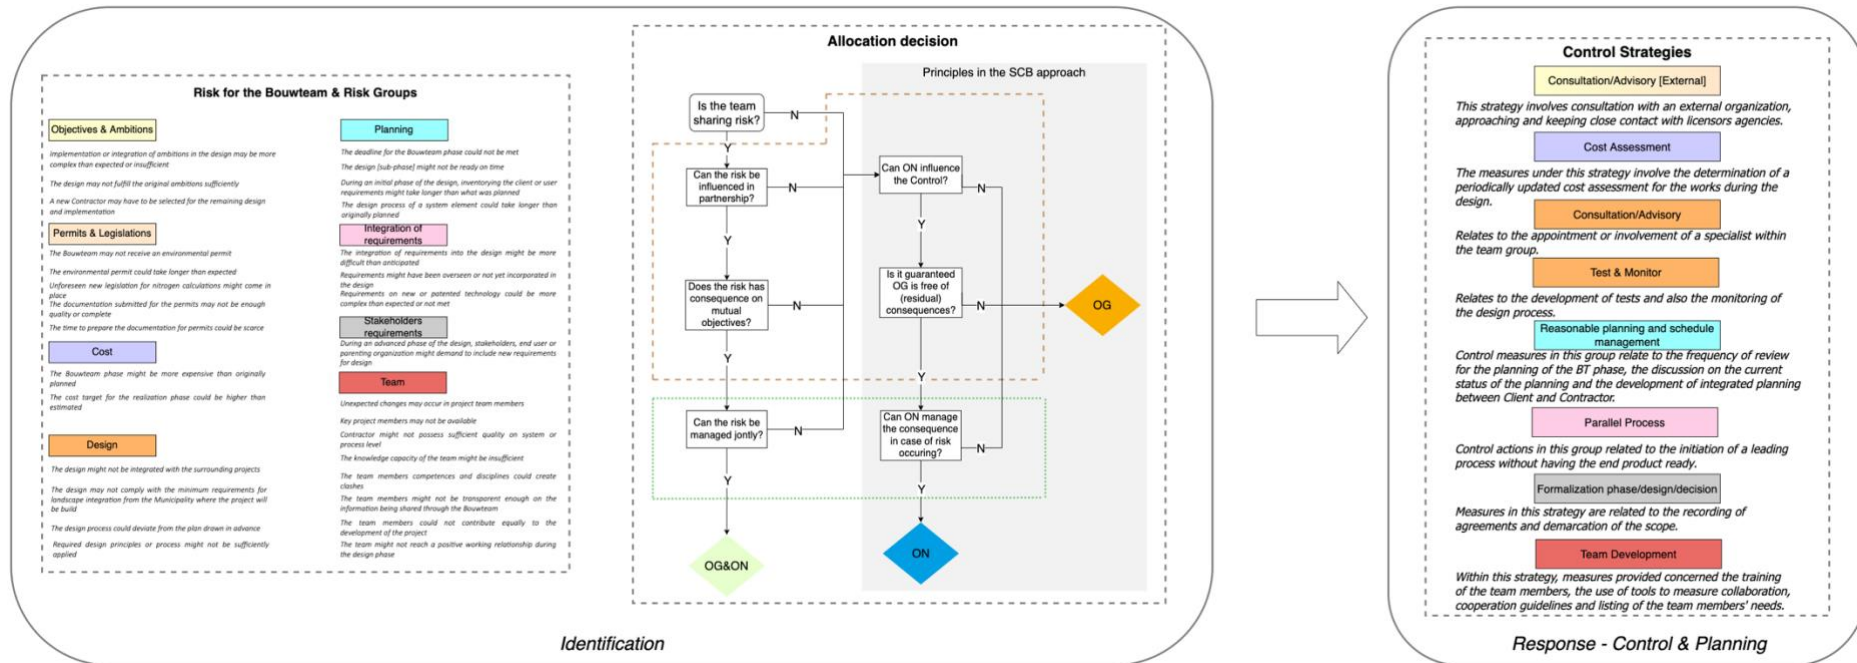 Risk for the Bouwteam & Risk Groups
Objectives & Ambitions
Implementation or integration of ambitions in the design may be more
complex than expected or insufficient
The design may not fulfill the original ambitions sufficiently
A new Contractor may have to be selected for the remaining design
and implementation
Permits & Legislations
The Bouwteam may not receive an environmental permit
The environmental permit could take longer than expected
Unforeseen new legislation for nitrogen calculations might come in
place
The documentation submitted for the permits may not be enough
quality or complete
The time to prepare the documentation for permits could be scarce
Cost
The Bouwteam phase might be more expensive than originally
planned
The cost target for the realization phase could be higher than
estimated
Design
The design might not be integrated with the surrounding projects
The design may not comply with the minimum requirements for
landscape integration from the Municipality where the project will
be build
The design process could deviate from the plan drawn in advance
Required design principles or process might not be sufficiently
applied
Planning
The deadline for the Bouwteam phase could not be met
The design [sub-phase] might not be ready on time
During an initial phase of the design, inventorying the client or user
requirements might take longer than what was planned
The design process of a system element could take longer than
originally planned
Integration of
requirements
The integration of requirements into the design might be more
difficult than anticipated
Requirements might have been overseen or not yet incorporated in
the design
Requirements on new or patented technology could be more
complex than expected or not met
Stakeholders
requirements
During an advanced phase of the design, stakeholders, end user or
parenting organization might demand to include new requirements
for design
Team
Unexpected changes may occur in project team members
Key project members may not be available
Contractor might not possess sufficient quality on system or
process level
The knowledge capacity of the team might be insufficient
The team members competences and disciplines could create
clashes
The team members might not be transparent enough on the
information being shared through the Bouwteam
The team members could not contribute equally to the
development of the project
The team might not reach a positive working relationship during
the design phase
Allocation decision
Principles in the SCB approach
Is the team
sharing risk?
N
Y
Can the risk be
influenced in
partnership?
N
Y
Does the risk has
consequence on
mutual
objectives?
N
Y
Can the risk be
managed jontly?
N
Y
OG&ON
Can ON influence
the Control?
N
Y
Is it guaranteed
OG is free of
(residual)
consequences?
N
OG
Y
Can ON manage
the consequence
in case of risk
occuring?
N
Y
ON
Identification
Control Strategies
Consultation/Advisory [External]
This strategy involves consultation with an external organization,
approaching and keeping close contact with licensors agencies.
Cost Assessment
The measures under this strategy involve the determination of a
periodically updated cost assessment for the works during the
design.
Consultation/Advisory
Relates to the appointment or involvement of a specialist within
the team group.
Test & Monitor
Relates to the development of tests and also the monitoring of
the design process.
Reasonable planning and schedule
management
Control measures in this group relate to the frequency of review
for the planning of the BT phase, the discussion on the current
status of the planning and the development of integrated planning
between Client and Contractor.
Parallel Process
Control actions in this group related to the initiation of a leading
process without having the end product ready.
Formalization phase/design/decision
Measures in this strategy are related to the recording of
agreements and demarcation of the scope.
Team Development
Within this strategy, measures provided concerned the training
of the team members, the use of tools to measure collaboration,
cooperation guidelines and listing of the team members' needs.
Response - Control & Planning